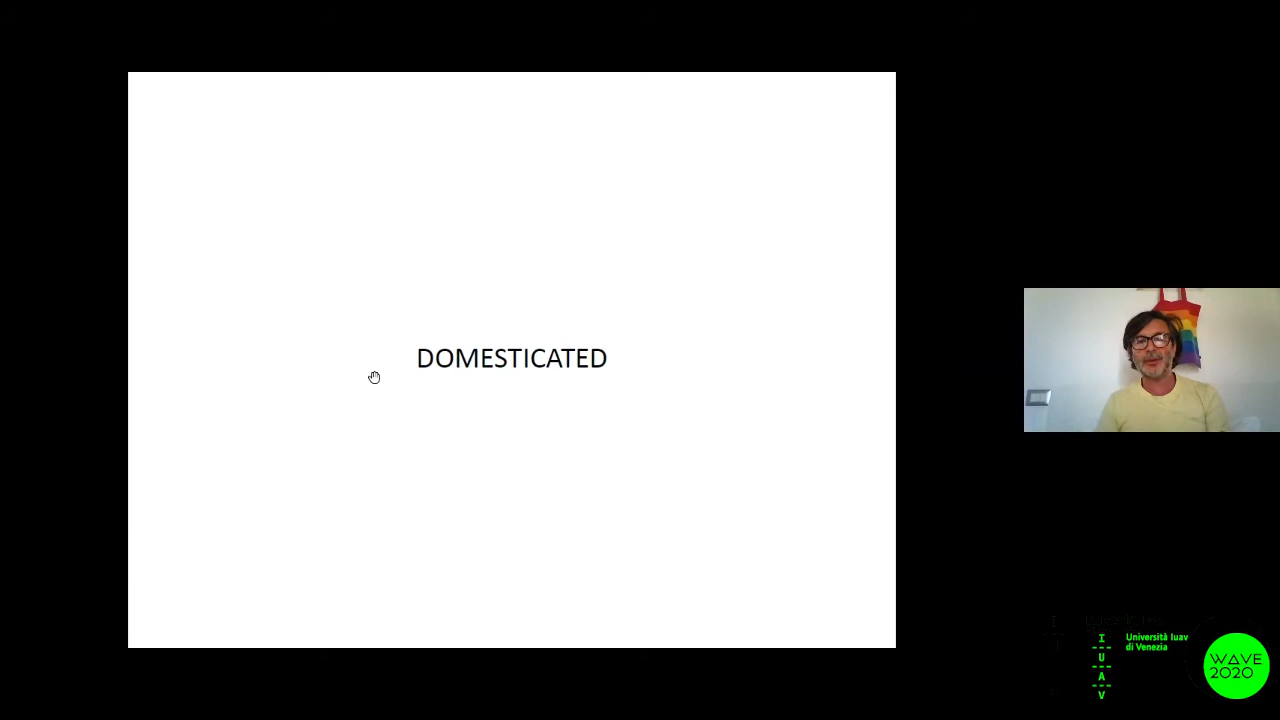 DOMESTICATED
I
U
A
V
Università Iuav
di Venezia
WAVE
2020